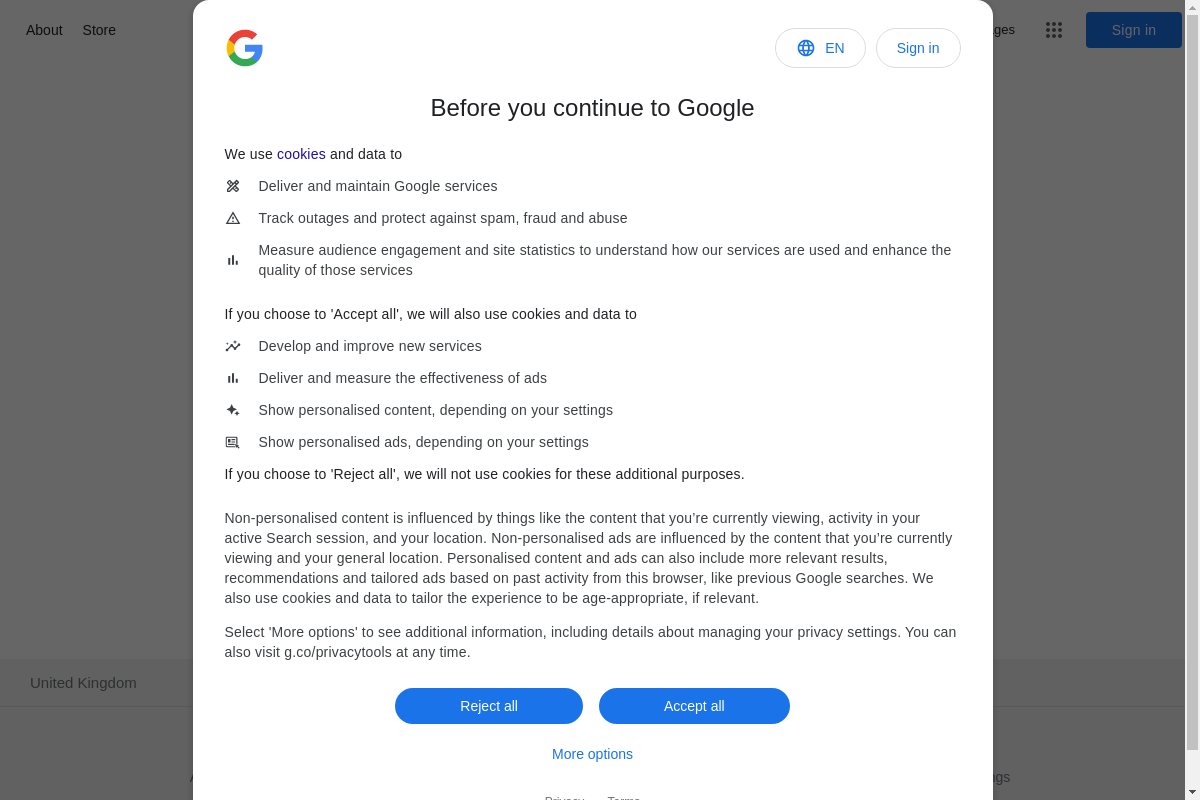 About Store
Sign in
EN Sign in
Before you continue to Google
We use cookies and data to
Deliver and maintain Google services
Track outages and protect against spam, fraud and abuse
Measure audience engagement and site statistics to understand how our services are used and enhance the
quality of those services
If you choose to 'Accept all', we will also use cookies and data to
Develop and improve new services
Deliver and measure the effectiveness of ads
Show personalised content, depending on your settings
Show personalised ads, depending on your settings
If you choose to 'Reject all', we will not use cookies for these additional purposes.
Non-personalised content is influenced by things like the content that you’re currently viewing, activity in your
active Search session, and your location. Non-personalised ads are influenced by the content that you’re currently
viewing and your general location. Personalised content and ads can also include more relevant results,
recommendations and tailored ads based on past activity from this browser, like previous Google searches. We
also use cookies and data to tailor the experience to be age-appropriate, if relevant.
Select 'More options' to see additional information, including details about managing your privacy settings. You can
also visit g.co/privacytools at any time.
United Kingdom
Reject all Accept all
More options
Privacy Terms